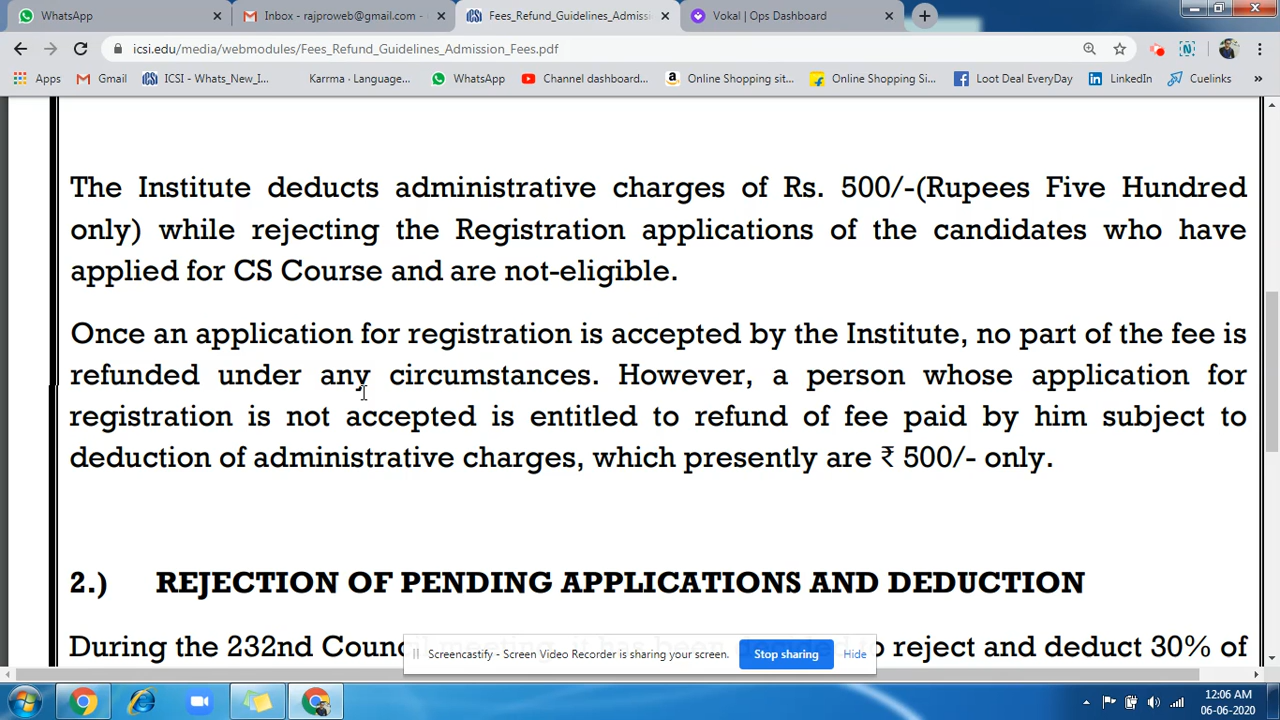 WhatsApp
Inbox - rajproweb@gmail.com -
Fees_Refund_Guidelines_Admiss
Vokal | Ops Dashboard
icsi.edu/media/webmodules/Fees_Refund_Guidelines_Admission_Fees.pdf
Apps
Gmail
ICSI - Whats_New_I...
Karrma - Language...
WhatsApp
Channel dashboard...
Online Shopping sit...
Online Shopping Si...
Loot Deal EveryDay
LinkedIn
Cuelinks
The Institute deducts administrative charges of Rs. 500/-(Rupees Five Hundred
only) while rejecting the Registration applications of the candidates who have
applied for CS Course and are not-eligible.
Once an application for registration is accepted by the Institute, no part of the fee is
refunded under any circumstances. However, a person whose application for
registration is not accepted is entitled to refund of fee paid by him subject to
deduction of administrative charges, which presently are ₹ 500/- only.
2.) REJECTION OF PENDING APPLICATIONS AND DEDUCTION
During the 232nd Counc o reject and deduct 30% of
Screencastify - Screen Video Recorder is sharing your screen.
Stop sharing
Hide
12:06 AM
06-06-2020